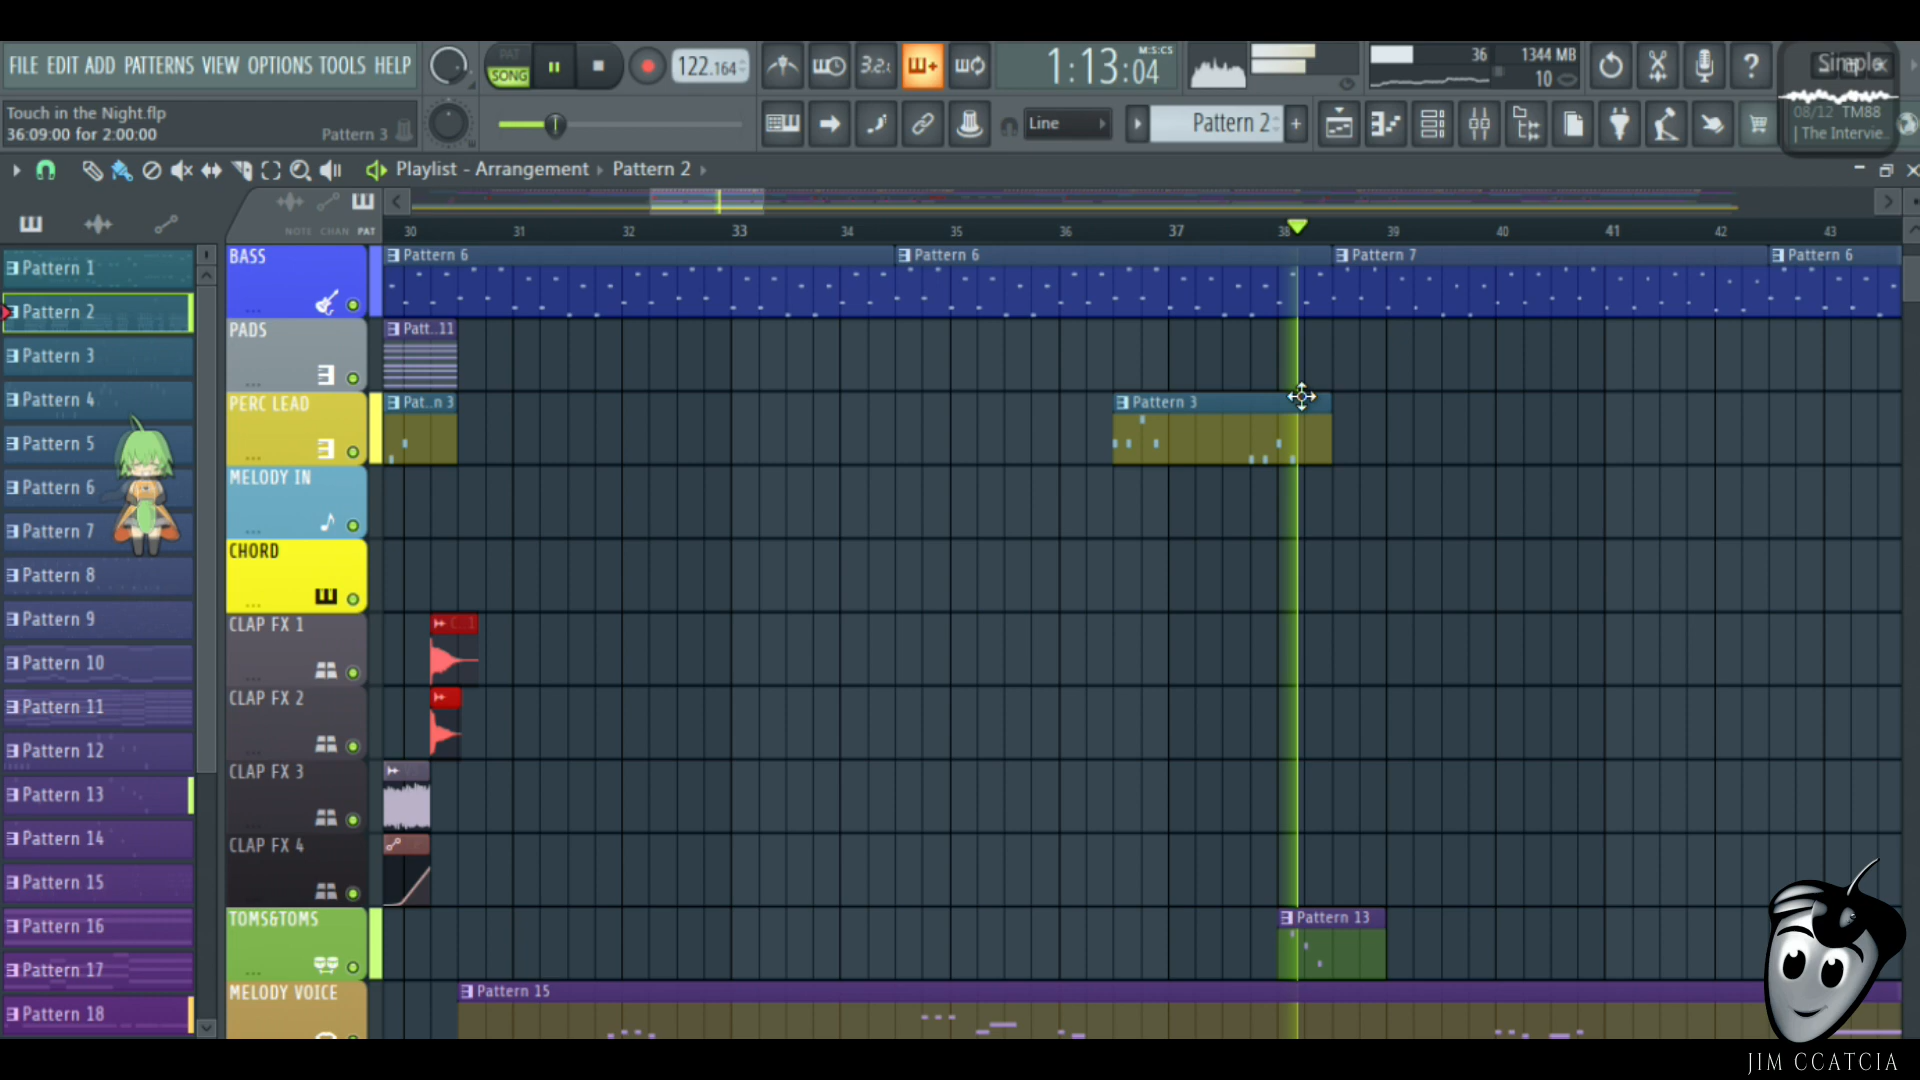 FILE EDIT ADD PATTERNS VIEW OPTIONS TOOLS HELP
PAT
SONG
122.164
3.2.
1:13:04
M:S:CS
36
1344 MB
10
Simple
Touch in the Night.flp
36:09:00 for 2:00:00
Pattern 3
Line
Pattern 2
08/12 TM88
| The Intervie..
Playlist - Arrangement
Pattern 2
NOTE CHAN PAT
30 31 32 33 34 35 36 37 38 39 40 41 42 43
Pattern 1
Pattern 2
Pattern 3
Pattern 4
Pattern 5
Pattern 6
Pattern 7
Pattern 8
Pattern 9
Pattern 10
Pattern 11
Pattern 12
Pattern 13
Pattern 14
Pattern 15
Pattern 16
Pattern 17
Pattern 18
BASS
Pattern 6
Pattern 6
Pattern 7
Pattern 6
PADS
Patt..11
PERC LEAD
Pat..n 3
Pattern 3
MELODY IN
CHORD
CLAP FX 1
C 1
CLAP FX 2
CLAP FX 3
CLAP FX 4
TOMS&TOMS
Pattern 13
MELODY VOICE
Pattern 15
JIM CCATCIA